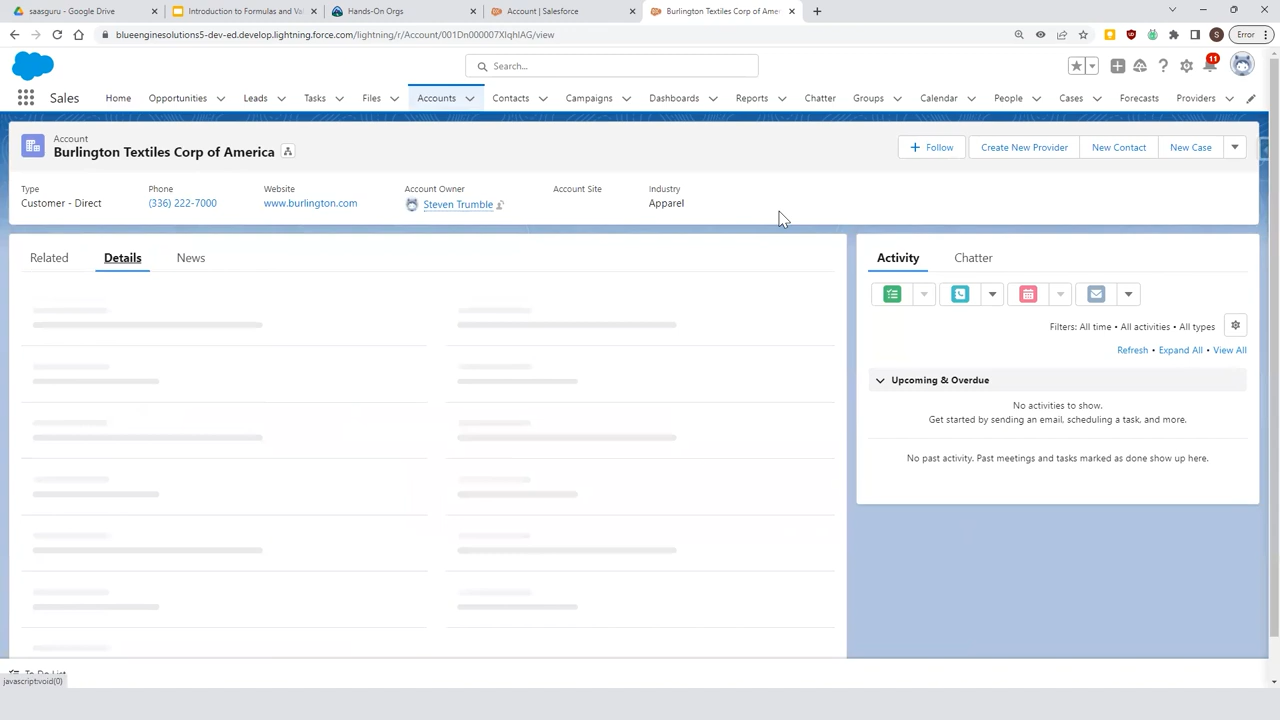 saasguru - Google Drive
Introduction to Formulas and Va
Hands-On Orgs
Account | Salesforce
Burlington Textiles Corp of Ame
blueenginesolutions5-dev-ed.develop.lightning.force.com/lightning/r/Account/001Dn000007XIqhIAG/view
S
Error
Search...
11
Sales
Home
Opportunities
Leads
Tasks
Files
Accounts
Contacts
Campaigns
Dashboards
Reports
Chatter
Groups
Calendar
People
Cases
Forecasts
Providers
Account
Burlington Textiles Corp of America
Follow
Create New Provider
New Contact
New Case
Type
Phone
Website
Account Owner
Account Site
Industry
Customer - Direct
(336) 222-7000
www.burlington.com
Steven Trumble
Apparel
Related
Details
News
Activity
Chatter
Filters: All time • All activities • All types
Refresh • Expand All • View All
Upcoming & Overdue
No activities to show.
Get started by sending an email, scheduling a task, and more.
No past activity. Past meetings and tasks marked as done show up here.
To Do List
javascript:void(0)